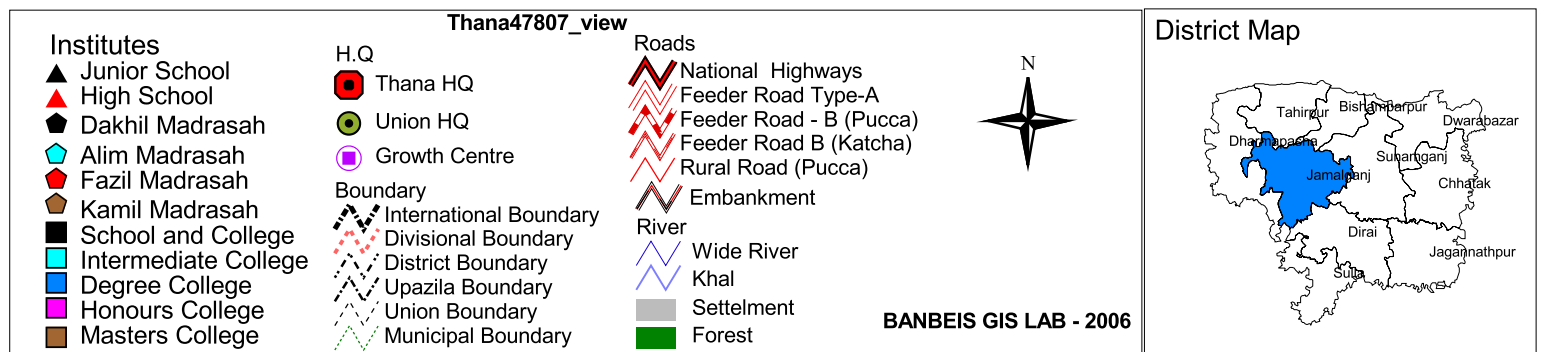 Thana47807_view
Institutes
Junior School
High School
Dakhil Madrasah
Alim Madrasah
Fazil Madrasah
Kamil Madrasah
School and College
Intermediate College
Degree College
Honours College
Masters College
H.Q
Thana HQ
Union HQ
Growth Centre
Boundary
International Boundary
Divisional Boundary
District Boundary
Upazila Boundary
Union Boundary
Municipal Boundary
Roads
National Highways
Feeder Road Type-A
Feeder Road - B (Pucca)
Feeder Road B (Katcha)
Rural Road (Pucca)
Embankment
River
Wide River
Khal
Settelment
Forest
N
BANBEIS GIS LAB - 2006
District Map
Tahirpur
Bishamparpur
Dwarabazar
Dharmapacha
Sunamganj
Jamalganj
Chhatak
Dirai
Jagannathpur
Sulla